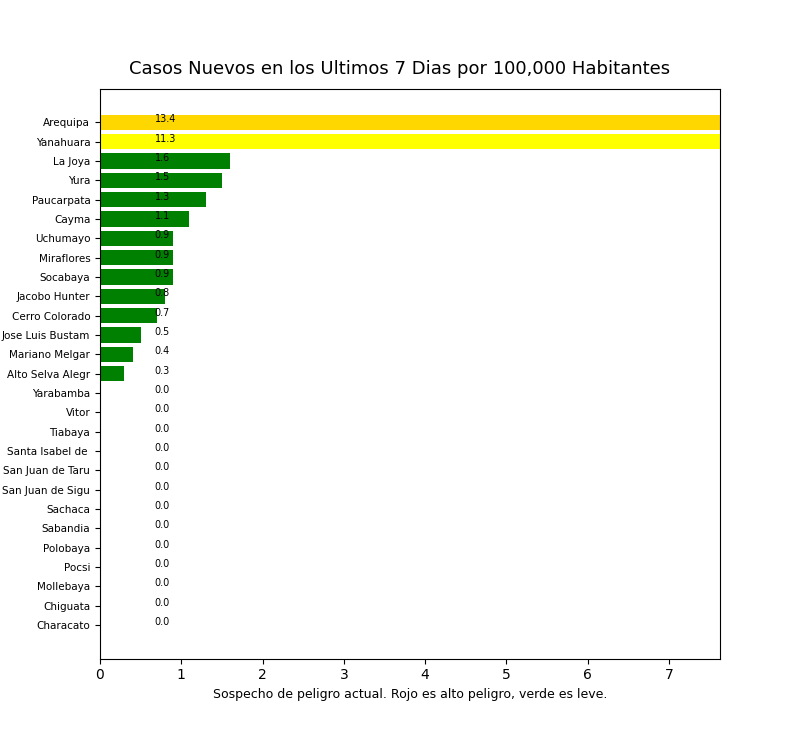 Casos Nuevos en los Ultimos 7 Dias por 100,000 Habitantes
Arequipa 13.4
Yanahuara 11.3
La Joya 1.6
Yura 1.5
Paucarpata 1.3
Cayma 1.1
Uchumayo 0.9
Miraflores 0.9
Socabaya 0.9
Jacobo Hunter 0.8
Cerro Colorado 0.7
Jose Luis Bustam 0.5
Mariano Melgar 0.4
Alto Selva Alegr 0.3
Yarabamba 0.0
Vitor 0.0
Tiabaya 0.0
Santa Isabel de 0.0
San Juan de Taru 0.0
San Juan de Sigu 0.0
Sachaca 0.0
Sabandia 0.0
Polobaya 0.0
Pocsi 0.0
Mollebaya 0.0
Chiguata 0.0
Characato 0.0
0 1 2 3 4 5 6 7
Sospecho de peligro actual. Rojo es alto peligro, verde es leve.